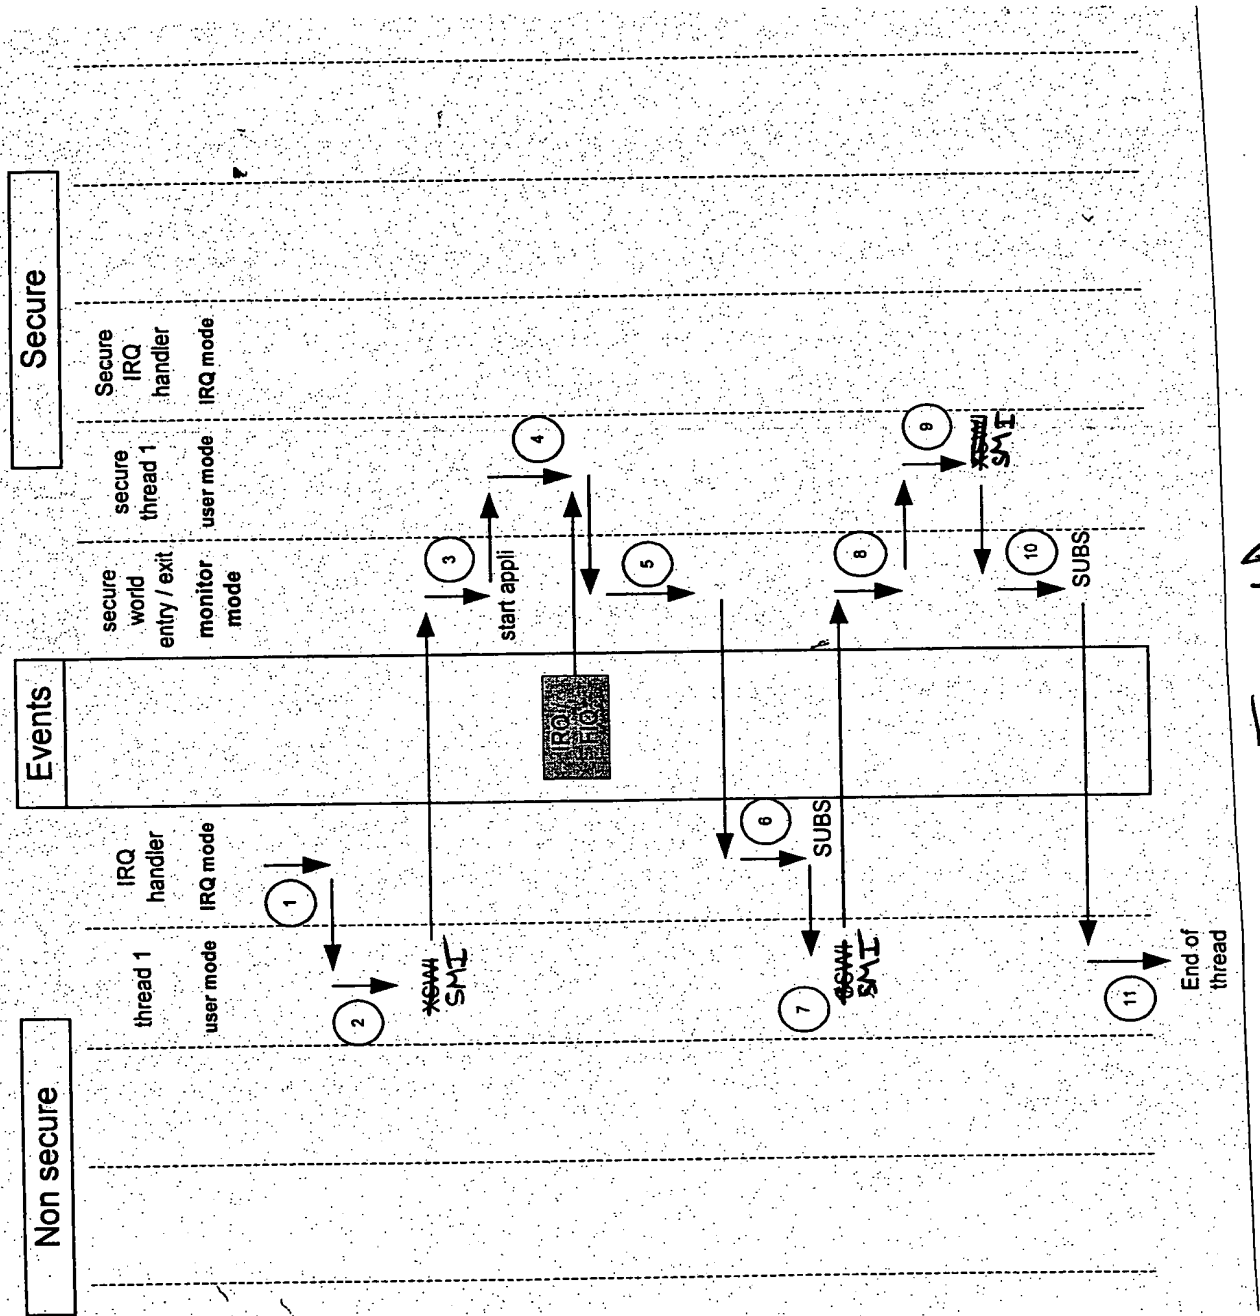 Non secure
Events
Secure
thread 1
user mode
IRQ
handler
IRQ mode
secure
world
entry / exit
monitor
mode
secure
thread 1
user mode
Secure
IRQ
handler
IRQ mode
1
2
XSWI
SMI
3
start appli
4
IRQ /
FIQ
5
6
SUBS
7
SMI
8
9
SMI
10
SUBS
11
End of
thread